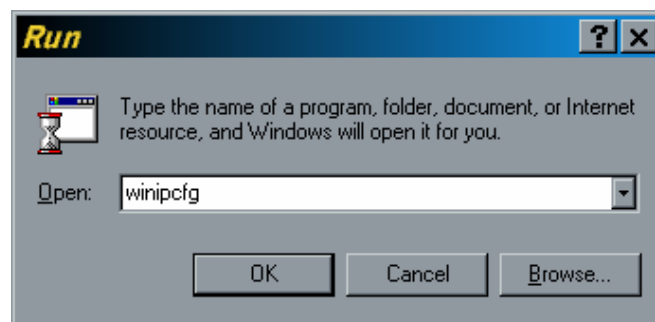 Run
? ×
Type the name of a program, folder, document, or Internet
resource, and Windows will open it for you.
Open: winipcfg
OK Cancel Browse...